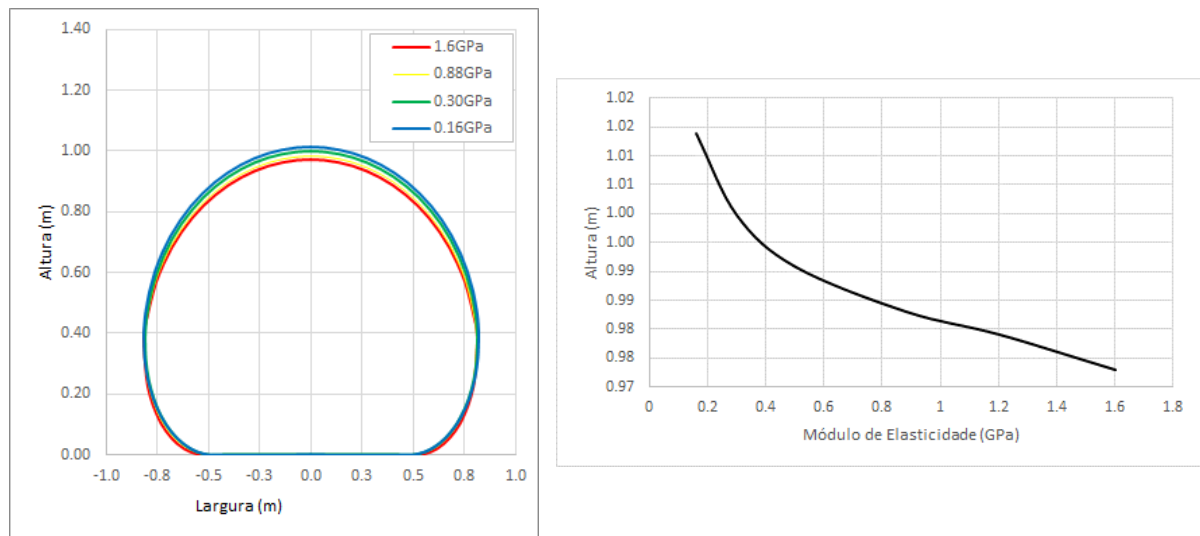 1.40
1.20
1.00
0.80
0.60
0.40
0.20
0.00
Altura (m)
1.6GPa
0.88GPa
0.30GPa
0.16GPa
-1.0 -0.8 -0.5 -0.3 0.0 0.3 0.5 0.8 1.0
Largura (m)
1.02
1.02
1.01
1.01
1.00
1.00
0.99
0.99
0.98
0.98
0.97
Altura (m)
0 0.2 0.4 0.6 0.8 1 1.2 1.4 1.6 1.8
Módulo de Elasticidade (GPa)